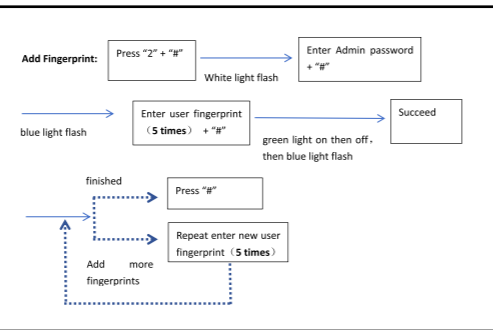 Add Fingerprint:
Press “2” + “#”
White light flash
Enter Admin password
+ “#”
blue light flash
Enter user fingerprint
（5 times） + “#”
green light on then off，
then blue light flash
Succeed
finished
Press “#”
Add more
fingerprints
Repeat enter new user
fingerprint（5 times）